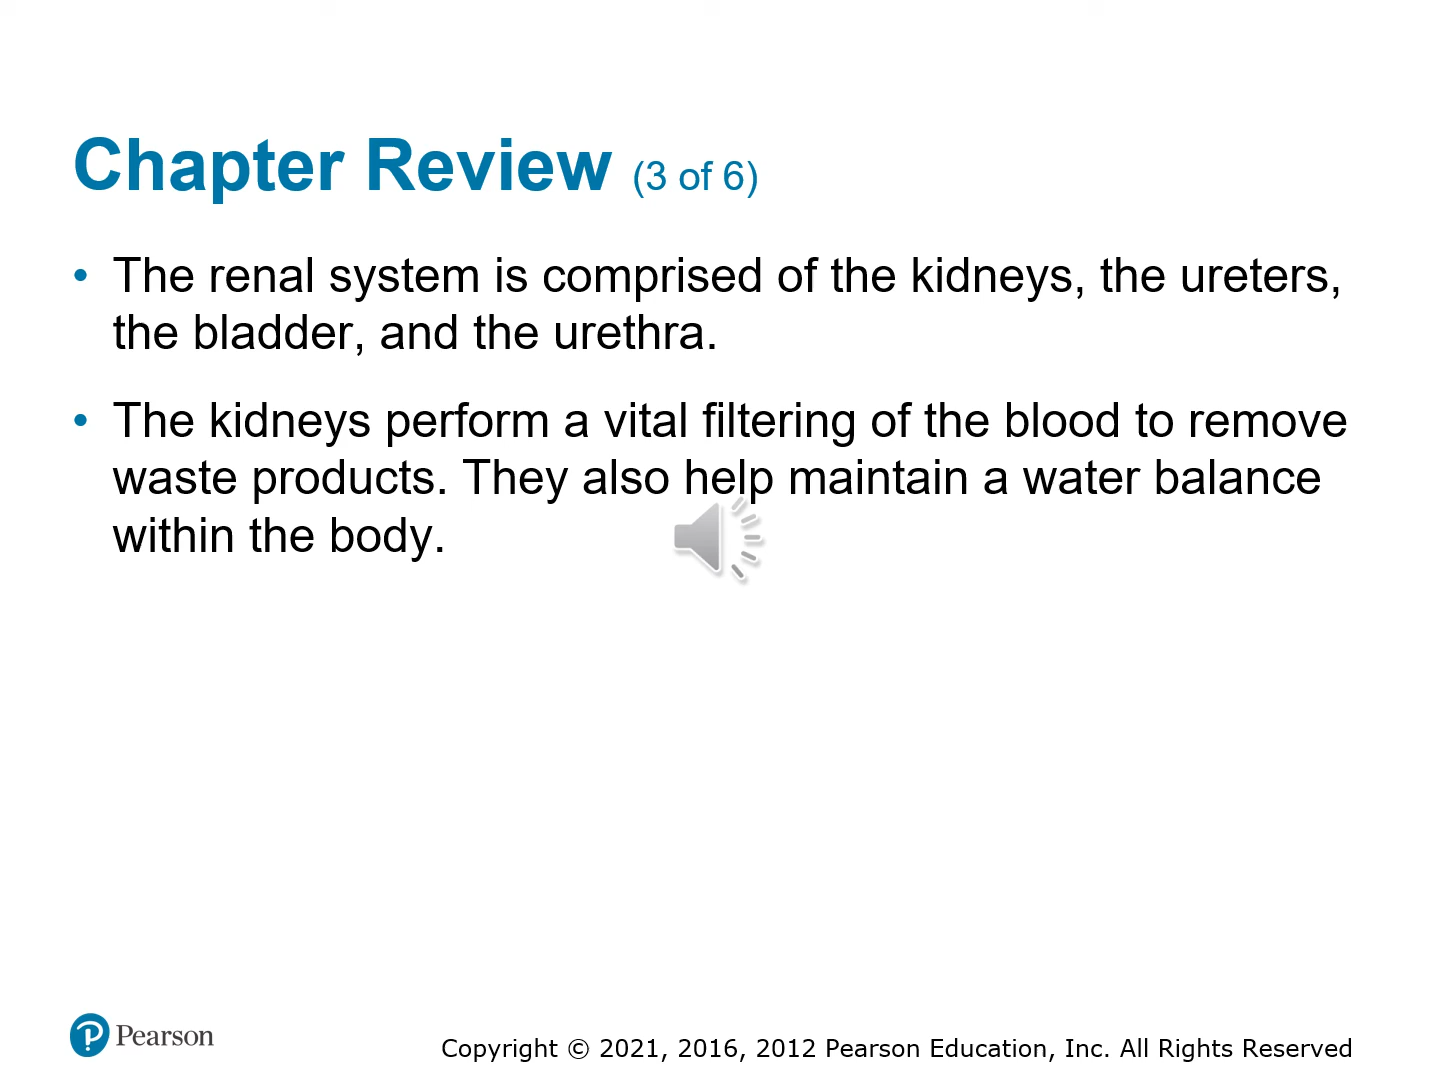 Chapter Review (3 of 6)
• The renal system is comprised of the kidneys, the ureters,
the bladder, and the urethra.
• The kidneys perform a vital filtering of the blood to remove
waste products. They also help maintain a water balance
within the body.
Pearson
Copyright © 2021, 2016, 2012 Pearson Education, Inc. All Rights Reserved